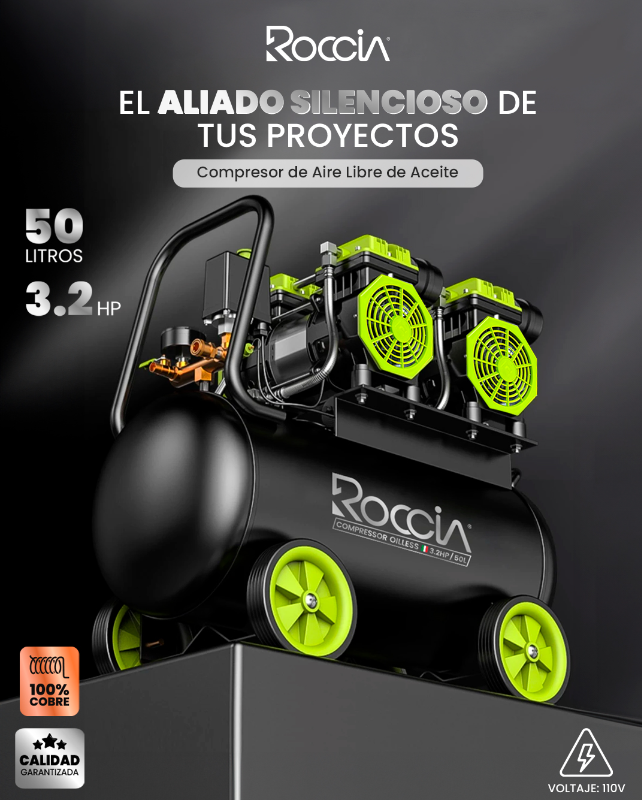 ROCCIA
EL ALIADO SILENCIOSO DE
TUS PROYECTOS
Compresor de Aire Libre de Aceite
50
LITROS
3.2 HP
ROCCIA
COMPRESSOR OILLESS 3.2HP / 50L
100%
COBRE
CALIDAD
GARANTIZADA
VOLTAJE: 110V